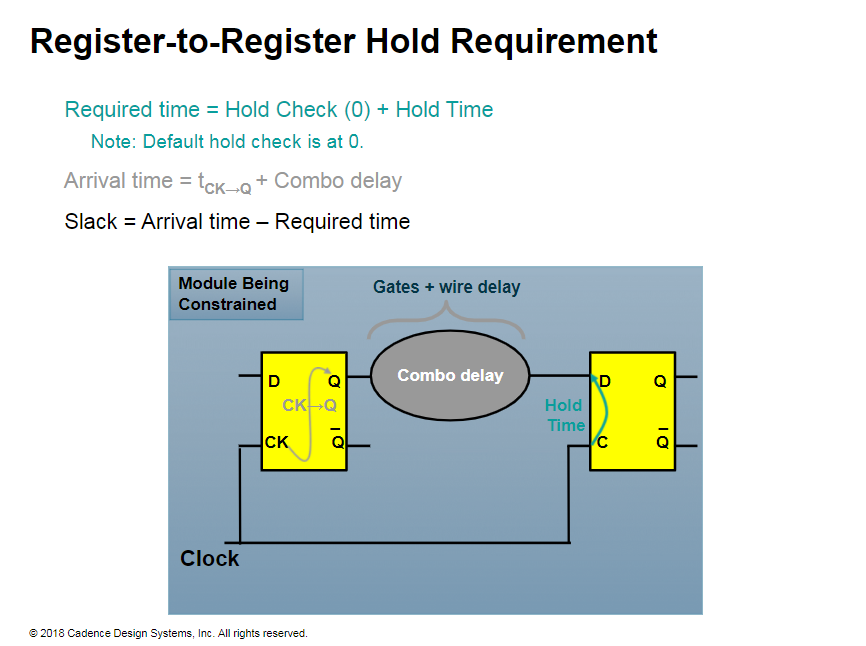 Register-to-Register Hold Requirement
Required time = Hold Check (0) + Hold Time
Note: Default hold check is at 0.
Arrival time = tCK→Q + Combo delay
Slack = Arrival time – Required time
Module Being
Constrained
Gates + wire delay
D
Q
CK→Q
CK
Q̅
Combo delay
Hold
Time
D
Q
C
Q̅
Clock
© 2018 Cadence Design Systems, Inc. All rights reserved.